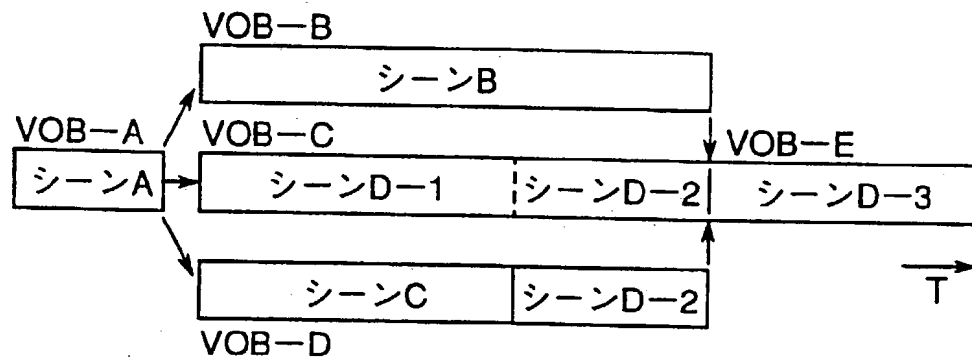 VOB—B
シーンB
VOB—A
VOB—C
VOB—E
シーンA
シーンD—1
シーンD—2
シーンD—3
シーンC
シーンD—2
T
VOB—D